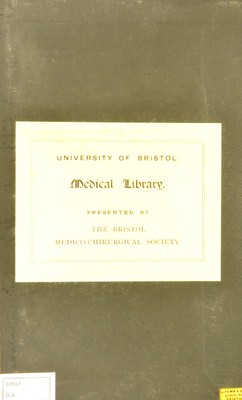 UNIVERSITY OF BRISTOL.
Medical Library.
PRESENTED BY
THE BRISTOL
MEDICO-CHIRURGICAL SOCIETY